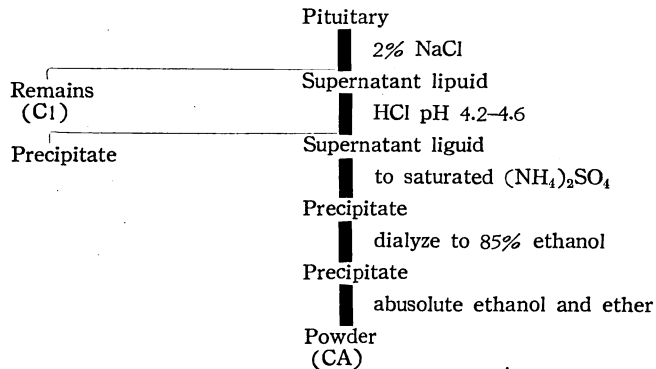 Pituitary
2% NaCl
Remains
(C1)
Supernatant lipuid
HCl pH 4.2–4.6
Precipitate
Supernatant liguid
to saturated (NH₄)₂SO₄
Precipitate
dialyze to 85% ethanol
Precipitate
abusolute ethanol and ether
Powder
(CA)